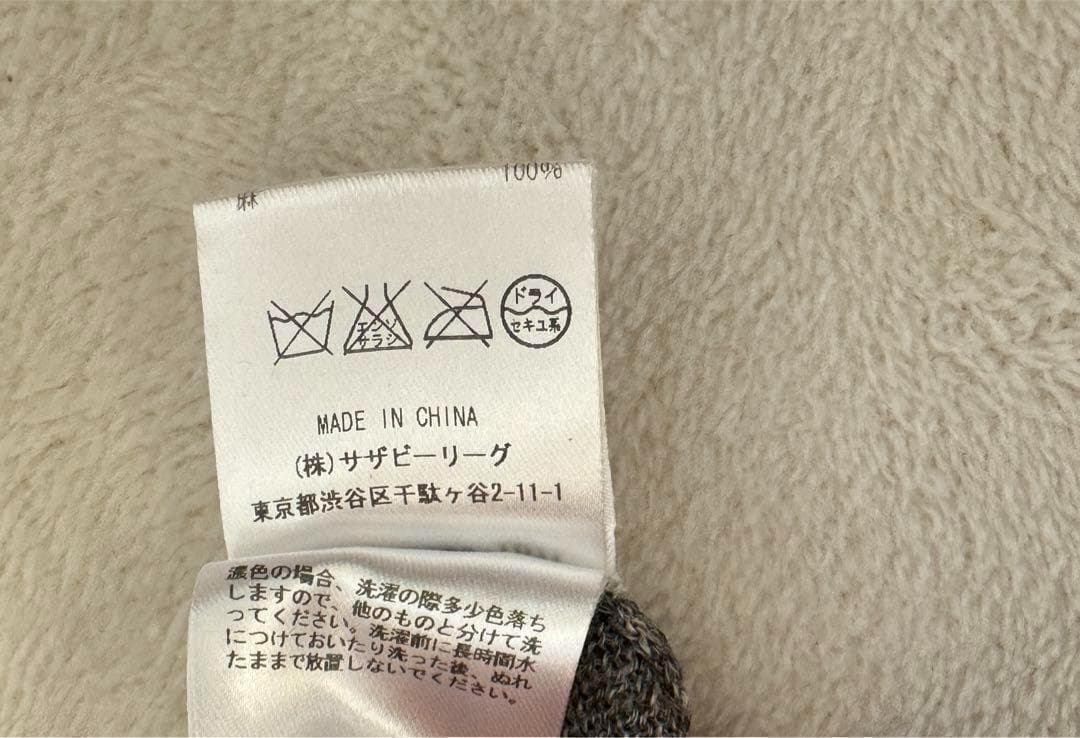 麻 100%
エンソ
サラシ
ドライ
セキユ系
MADE IN CHINA
(株)サザビーリーグ
東京都渋谷区千駄ヶ谷2-11-1
濃色の場合、洗濯の際多少色落ち
しますので、他のものと分けて洗
ってください。洗濯前に長時間水
につけておいたり洗った後、ぬれ
たままで放置しないでください。